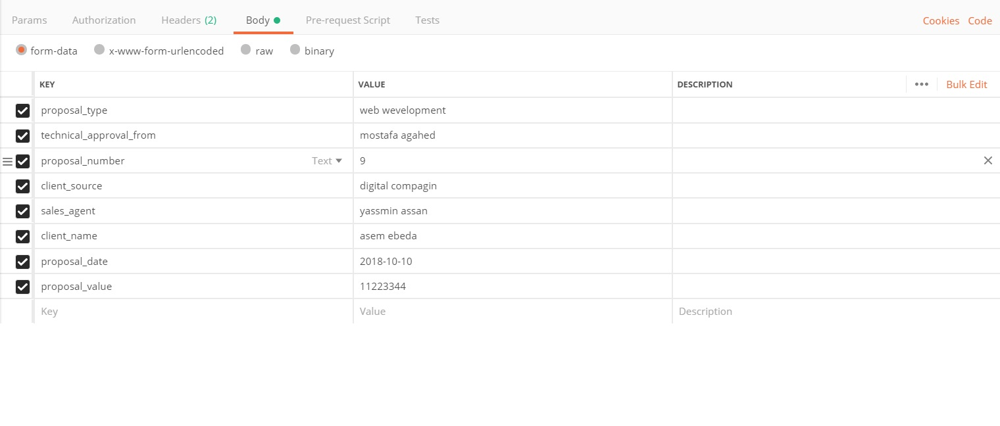 Params Authorization Headers (2) Body Pre-request Script Tests Cookies Code
form-data x-www-form-urlencoded raw binary
KEY VALUE DESCRIPTION ••• Bulk Edit
proposal_type web wevelopment
technical_approval_from mostafa agahed
proposal_number Text 9
client_source digital compagin
sales_agent yassmin assan
client_name asem ebeda
proposal_date 2018-10-10
proposal_value 11223344
Key Value Description